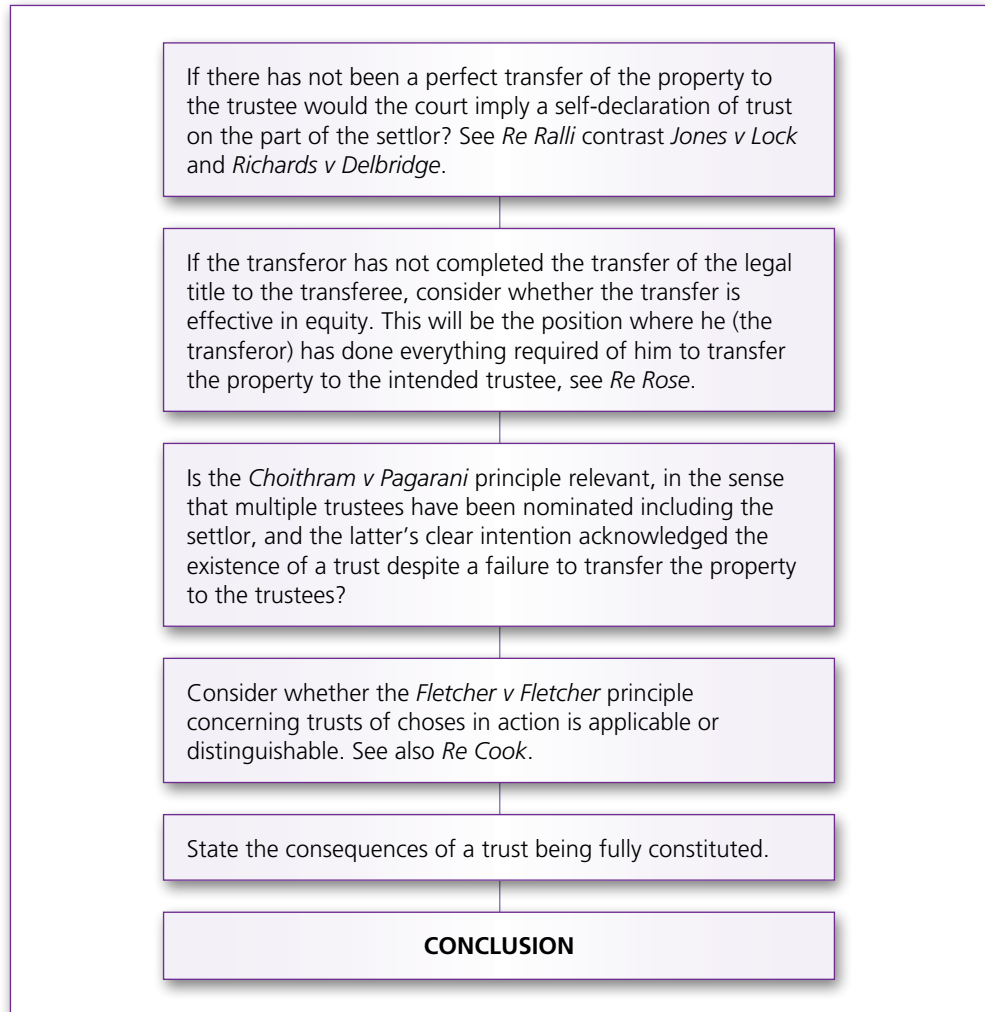 If there has not been a perfect transfer of the property to
the trustee would the court imply a self-declaration of trust
on the part of the settlor? See Re Ralli contrast Jones v Lock
and Richards v Delbridge.
If the transferor has not completed the transfer of the legal
title to the transferee, consider whether the transfer is
effective in equity. This will be the position where he (the
transferor) has done everything required of him to transfer
the property to the intended trustee, see Re Rose.
Is the Choithram v Pagarani principle relevant, in the sense
that multiple trustees have been nominated including the
settlor, and the latter’s clear intention acknowledged the
existence of a trust despite a failure to transfer the property
to the trustees?
Consider whether the Fletcher v Fletcher principle
concerning trusts of choses in action is applicable or
distinguishable. See also Re Cook.
State the consequences of a trust being fully constituted.
CONCLUSION